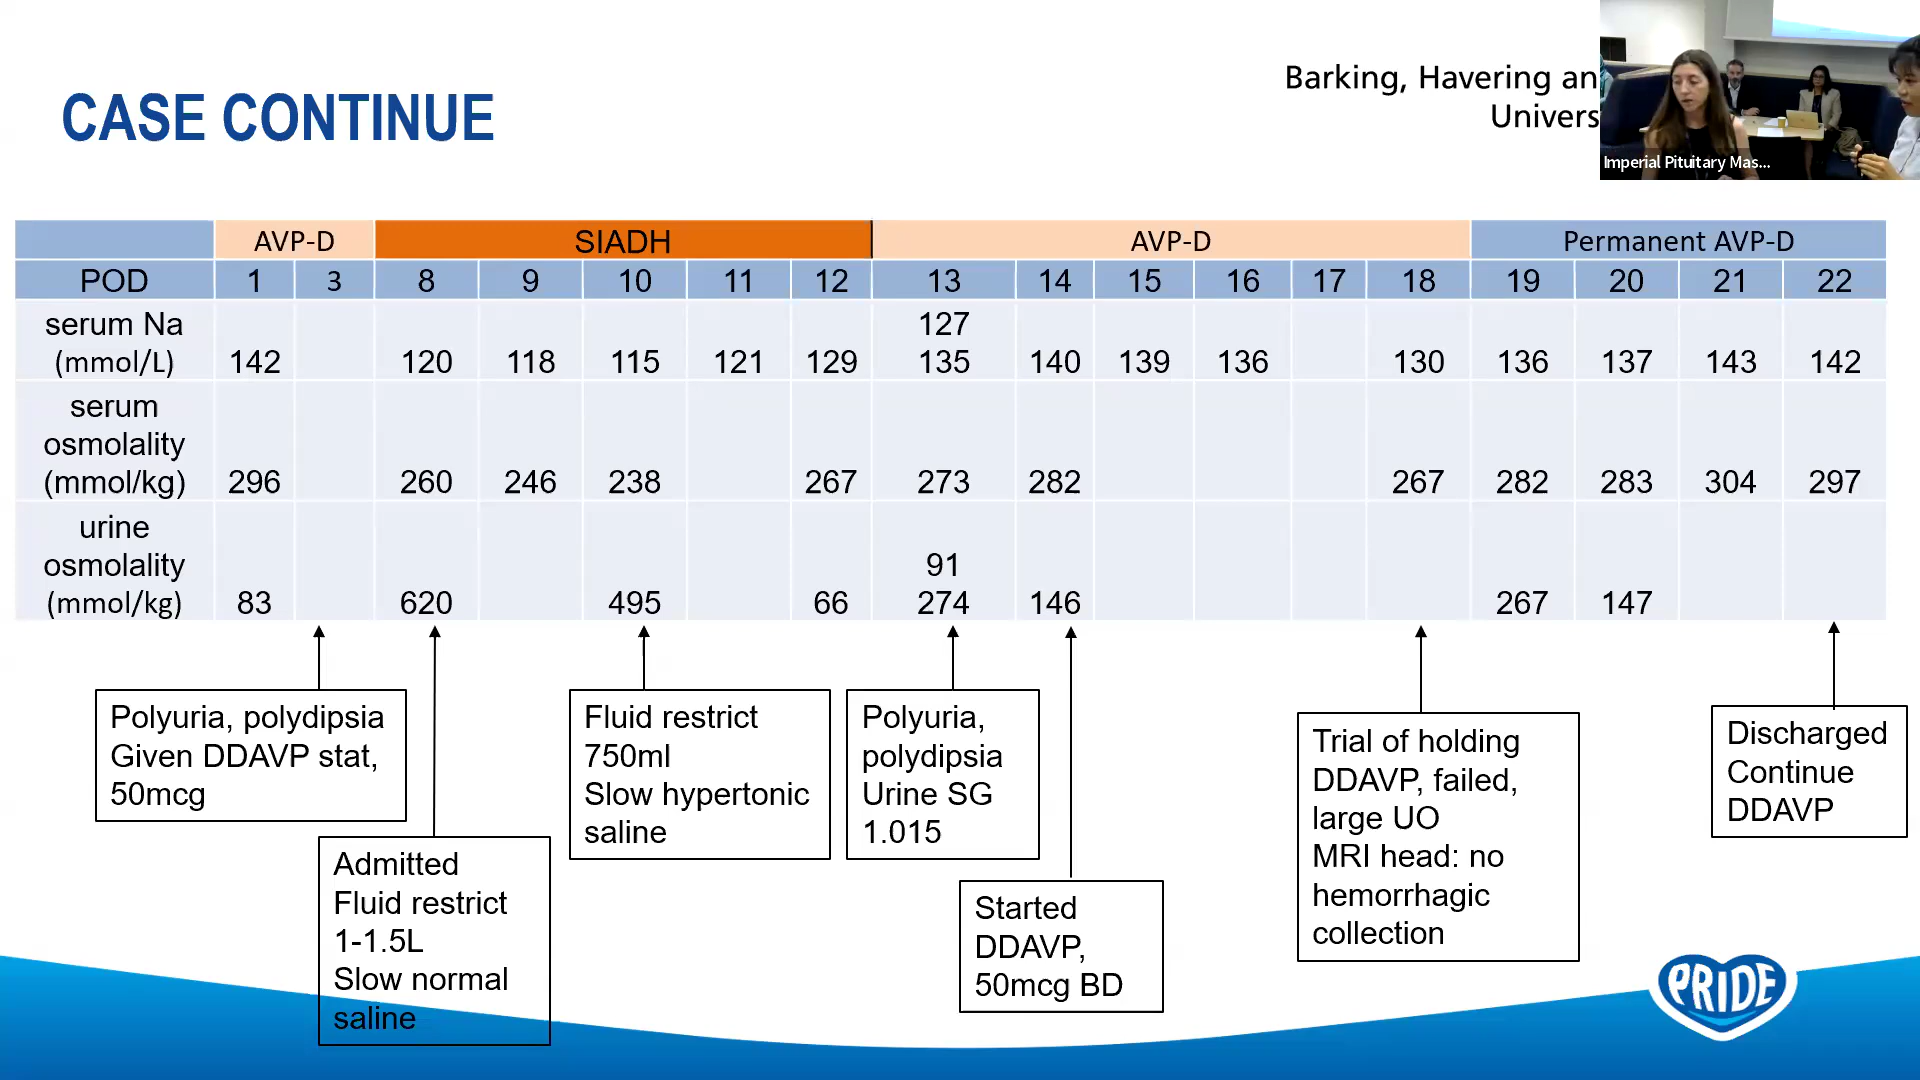 CASE CONTINUE
Barking, Havering an
Univers
Imperial Pituitary Mas...
AVP-D SIADH AVP-D Permanent AVP-D
POD 1 3 8 9 10 11 12 13 14 15 16 17 18 19 20 21 22
serum Na
(mmol/L) 142 120 118 115 121 129 127 135 140 139 136 130 136 137 143 142
serum
osmolality
(mmol/kg) 296 260 246 238 267 273 282 267 282 283 304 297
urine
osmolality
(mmol/kg) 83 620 495 66 91 274 146 267 147
Polyuria, polydipsia
Given DDAVP stat,
50mcg
Admitted
Fluid restrict
1-1.5L
Slow normal
saline
Fluid restrict
750ml
Slow hypertonic
saline
Polyuria,
polydipsia
Urine SG
1.015
Started
DDAVP,
50mcg BD
Trial of holding
DDAVP, failed,
large UO
MRI head: no
hemorrhagic
collection
Discharged
Continue
DDAVP
PRIDE